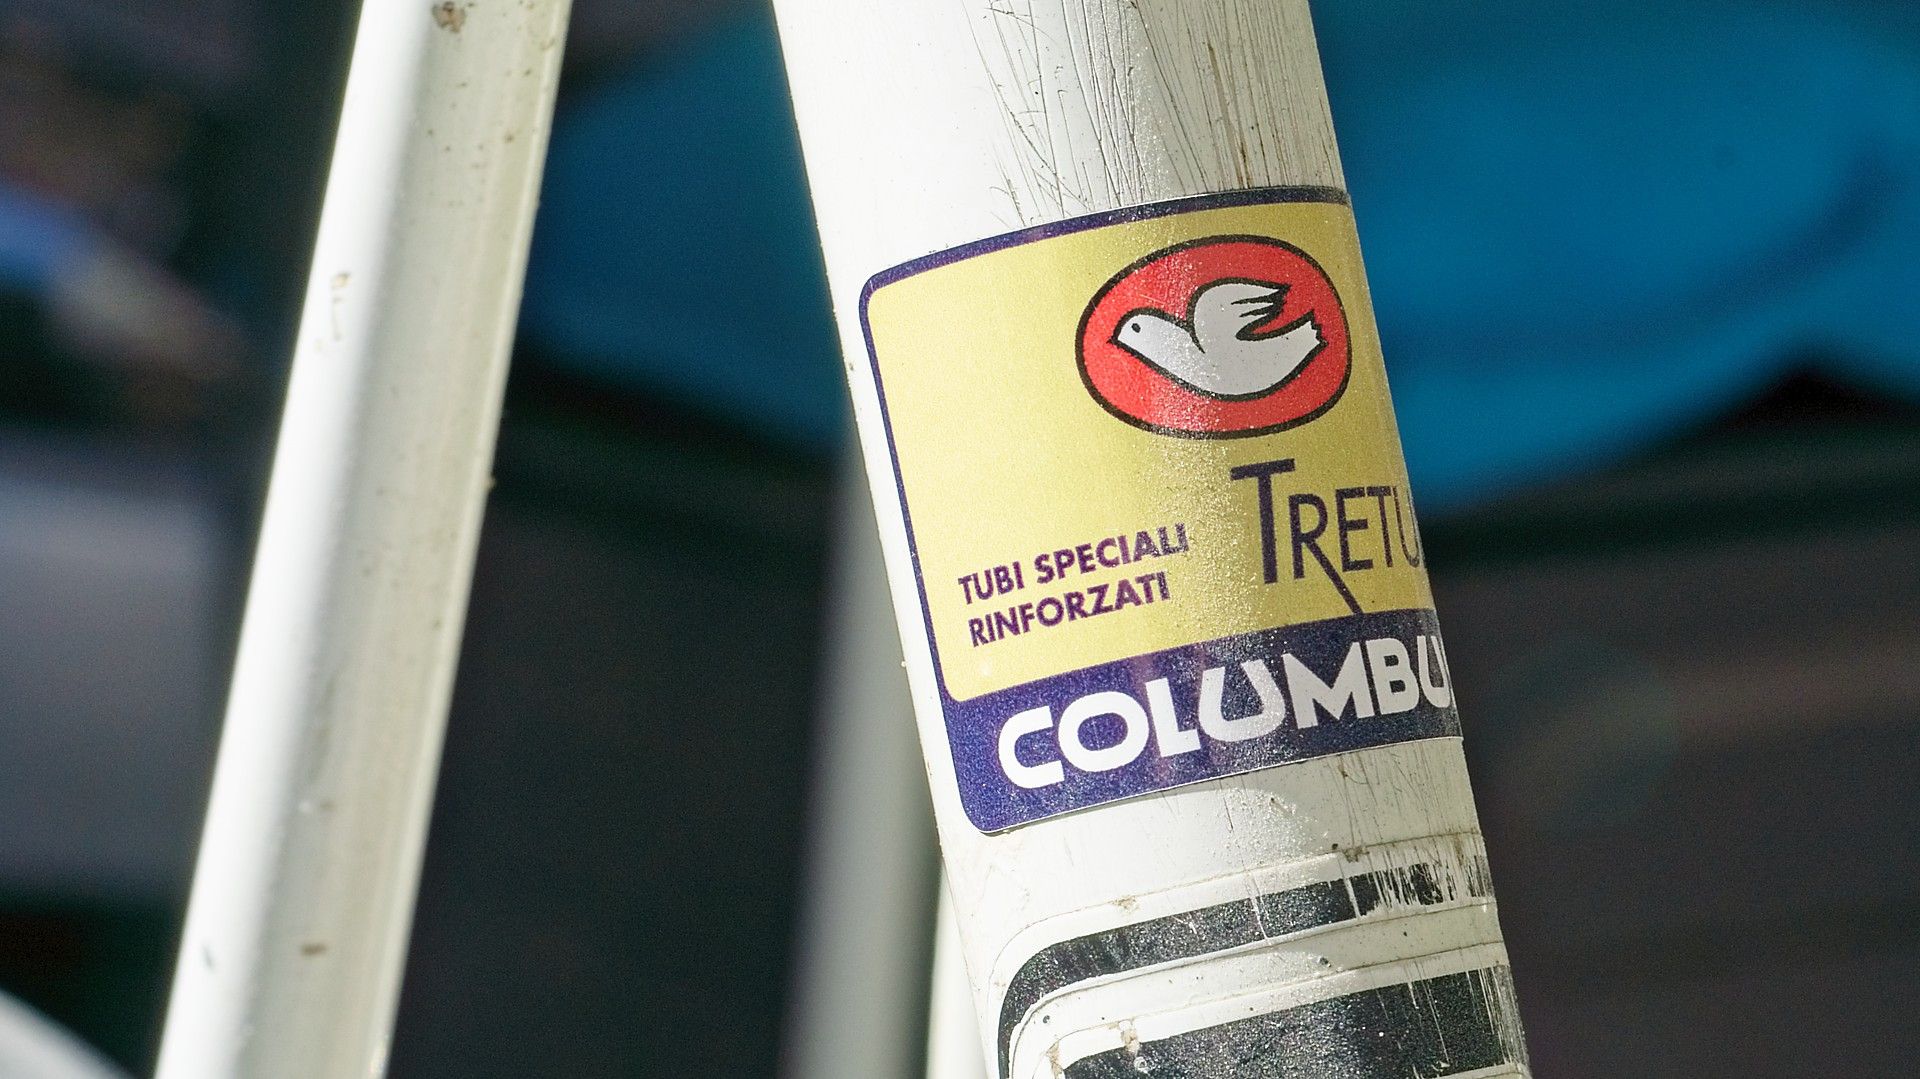 TRETU
TUBI SPECIALI
RINFORZATI
COLUMBU